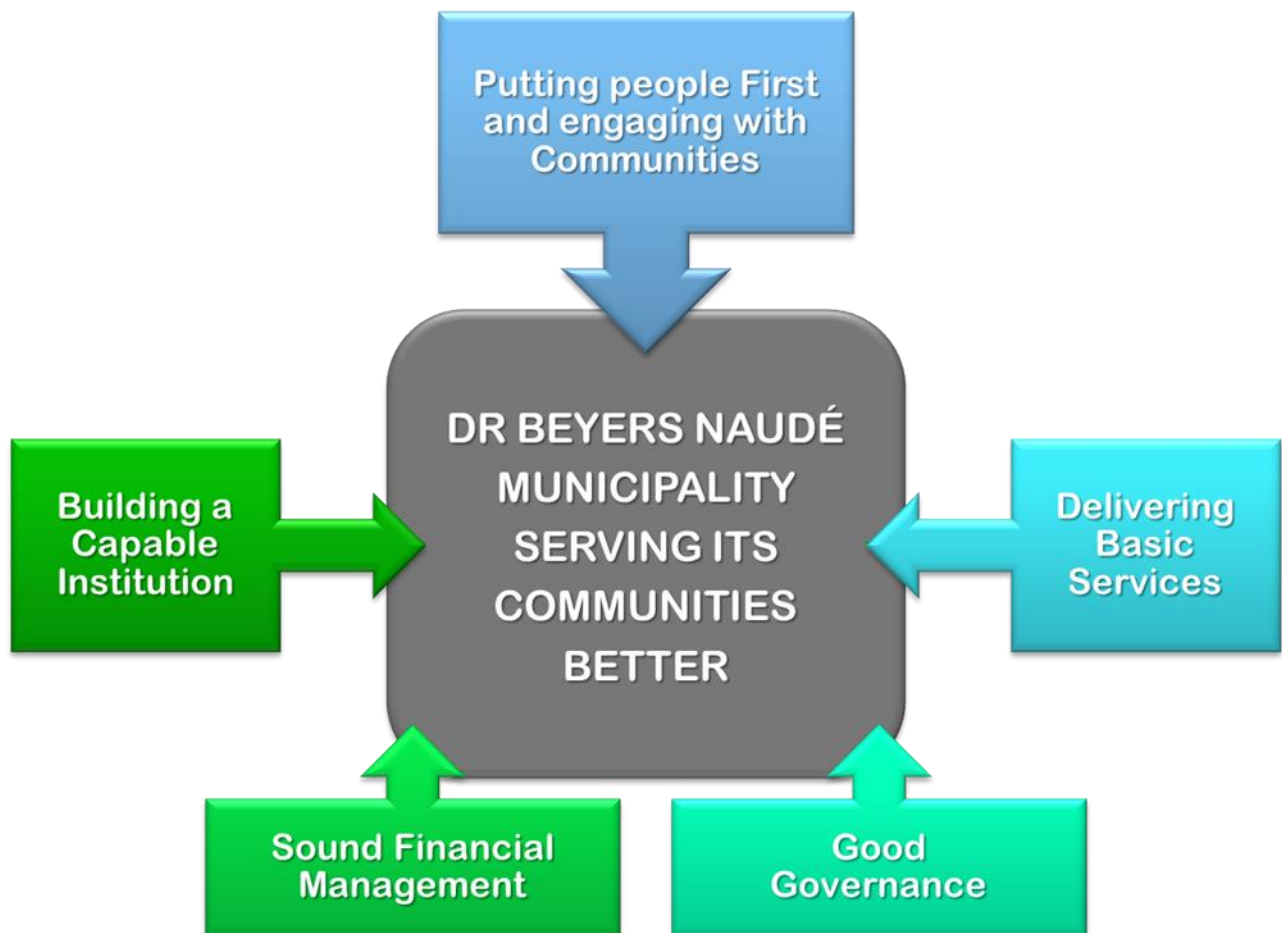 Putting people First
and engaging with
Communities
DR BEYERS NAUDÉ
MUNICIPALITY
SERVING ITS
COMMUNITIES
BETTER
Building a
Capable
Institution
Delivering
Basic
Services
Sound Financial
Management
Good
Governance